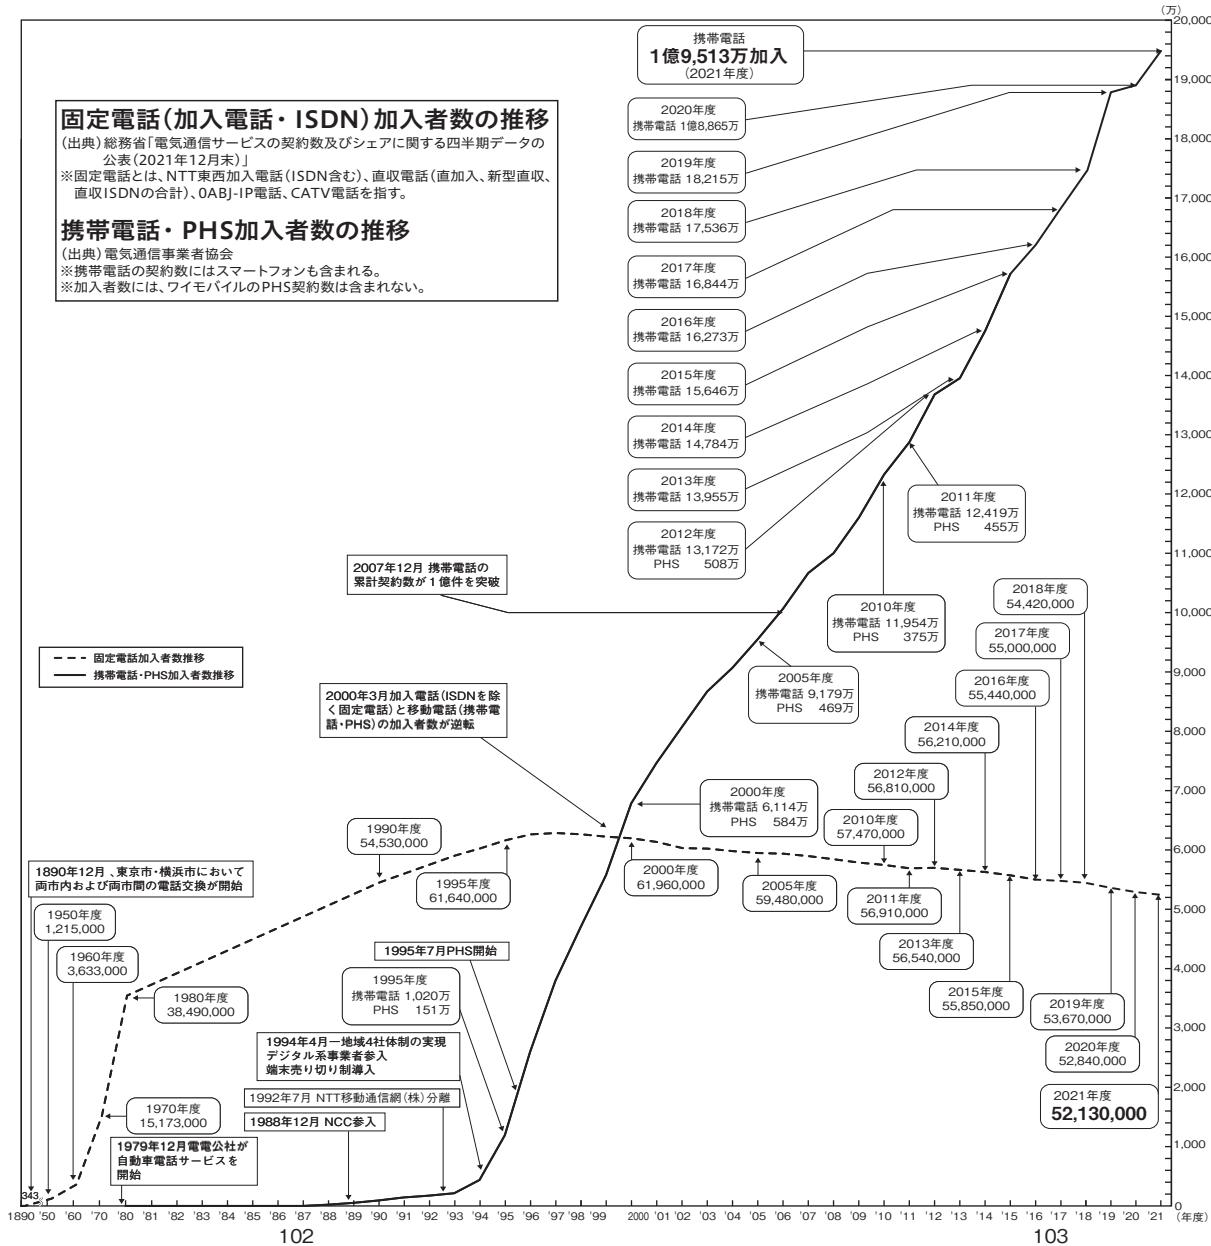 (万)
20,000
19,000
18,000
17,000
16,000
15,000
14,000
13,000
12,000
11,000
10,000
9,000
8,000
7,000
6,000
5,000
4,000
3,000
2,000
1,000
0
固定電話(加入電話・ISDN)加入者数の推移
(出典)総務省「電気通信サービスの契約数及びシェアに関する四半期データの
公表(2021年12月末)」
※固定電話とは、NTT東西加入電話(ISDN含む)、直収電話(直加入、新型直収、
直収ISDNの合計)、0ABJ-IP電話、CATV電話を指す。
携帯電話・PHS加入者数の推移
(出典)電気通信事業者協会
※携帯電話の契約数にはスマートフォンも含まれる。
※加入者数には、ワイモバイルのPHS契約数は含まれない。
携帯電話
1億9,513万加入
(2021年度)
2020年度
携帯電話 1億8,865万
2019年度
携帯電話 18,215万
2018年度
携帯電話 17,536万
2017年度
携帯電話 16,844万
2016年度
携帯電話 16,273万
2015年度
携帯電話 15,646万
2014年度
携帯電話 14,784万
2013年度
携帯電話 13,955万
2012年度
携帯電話 13,172万
PHS 508万
2011年度
携帯電話 12,419万
PHS 455万
2010年度
携帯電話 11,954万
PHS 375万
2007年12月 携帯電話の
累計契約数が1億件を突破
2005年度
携帯電話 9,179万
PHS 469万
固定電話加入者数推移
携帯電話・PHS加入者数推移
2000年3月加入電話(ISDNを除
く固定電話)と移動電話(携帯電
話・PHS)の加入者数が逆転
2000年度
携帯電話 6,114万
PHS 584万
2018年度
54,420,000
2017年度
55,000,000
2016年度
55,440,000
2014年度
56,210,000
2012年度
56,810,000
2010年度
57,470,000
1990年度
54,530,000
1890年12月、東京市・横浜市において
両市内および両市間の電話交換が開始
1995年度
61,640,000
2000年度
61,960,000
2005年度
59,480,000
2011年度
56,910,000
2013年度
56,540,000
2015年度
55,850,000
2019年度
53,670,000
2020年度
52,840,000
2021年度
52,130,000
1950年度
1,215,000
1960年度
3,633,000
1980年度
38,490,000
1970年度
15,173,000
1995年7月PHS開始
1995年度
携帯電話 1,020万
PHS 151万
1994年4月ー地域4社体制の実現
デジタル系事業者参入
端末売り切り制導入
1992年7月 NTT移動通信網(株)分離
1988年12月 NCC参入
1979年12月電電公社が
自動車電話サービスを
開始
343
1890 '50 '60 '70 '80 '81 '82 '83 '84 '85 '86 '87 '88 '89 '90 '91 '92 '93 '94 '95 '96 '97 '98 '99 2000 '01 '02 '03 '04 '05 '06 '07 '08 '09 '10 '11 '12 '13 '14 '15 '16 '17 '18 '19 '20 '21 (年度)
102
103